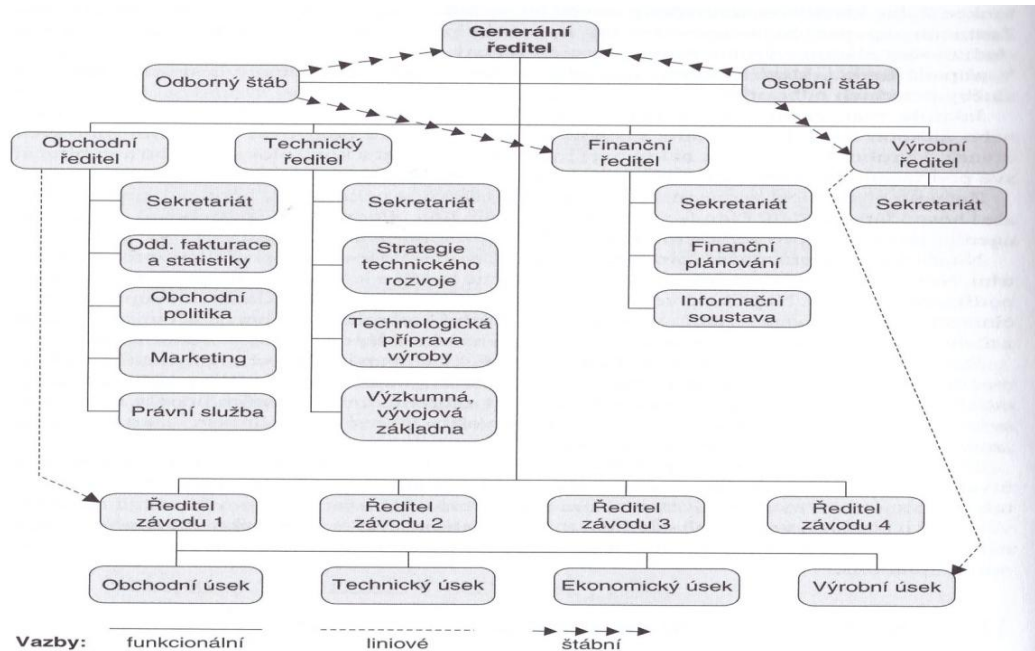 Generální
ředitel
Odborný štáb
Osobní štáb
Obchodní
ředitel
Technický
ředitel
Finanční
ředitel
Výrobní
ředitel
Sekretariát
Odd. fakturace
a statistiky
Obchodní
politika
Marketing
Právní služba
Sekretariát
Strategie
technického
rozvoje
Technologická
příprava
výroby
Výzkumná,
vývojová
základna
Sekretariát
Finanční
plánování
Informační
soustava
Sekretariát
Ředitel
závodu 1
Ředitel
závodu 2
Ředitel
závodu 3
Ředitel
závodu 4
Obchodní úsek
Technický úsek
Ekonomický úsek
Výrobní úsek
Vazby: funkcionální liniové štábní